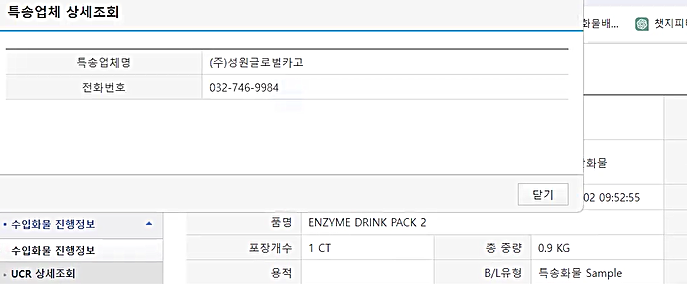 특송업체 상세조회
화물배...
챗지피티
특송업체명 (주)성원글로벌카고
전화번호 032-746-9984
화물
02 09:52:55
닫기
수입화물 진행정보
품명 ENZYME DRINK PACK 2
수입화물 진행정보
포장개수 1 CT 총 중량 0.9 KG
UCR 상세조회
용적 B/L유형 특송화물 Sample